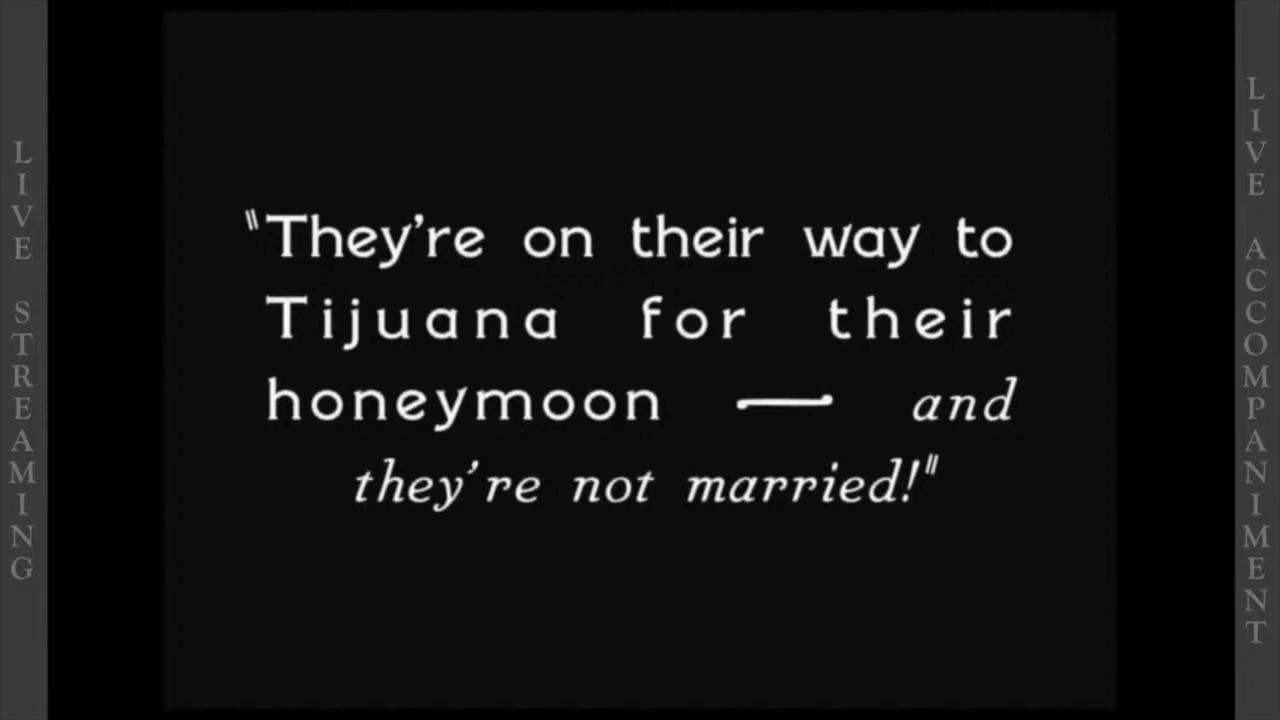 LIVE STREAMING
"They're on their way to
Tijuana for their
honeymoon — and
they're not married!"
LIVE ACCOMPANIMENT